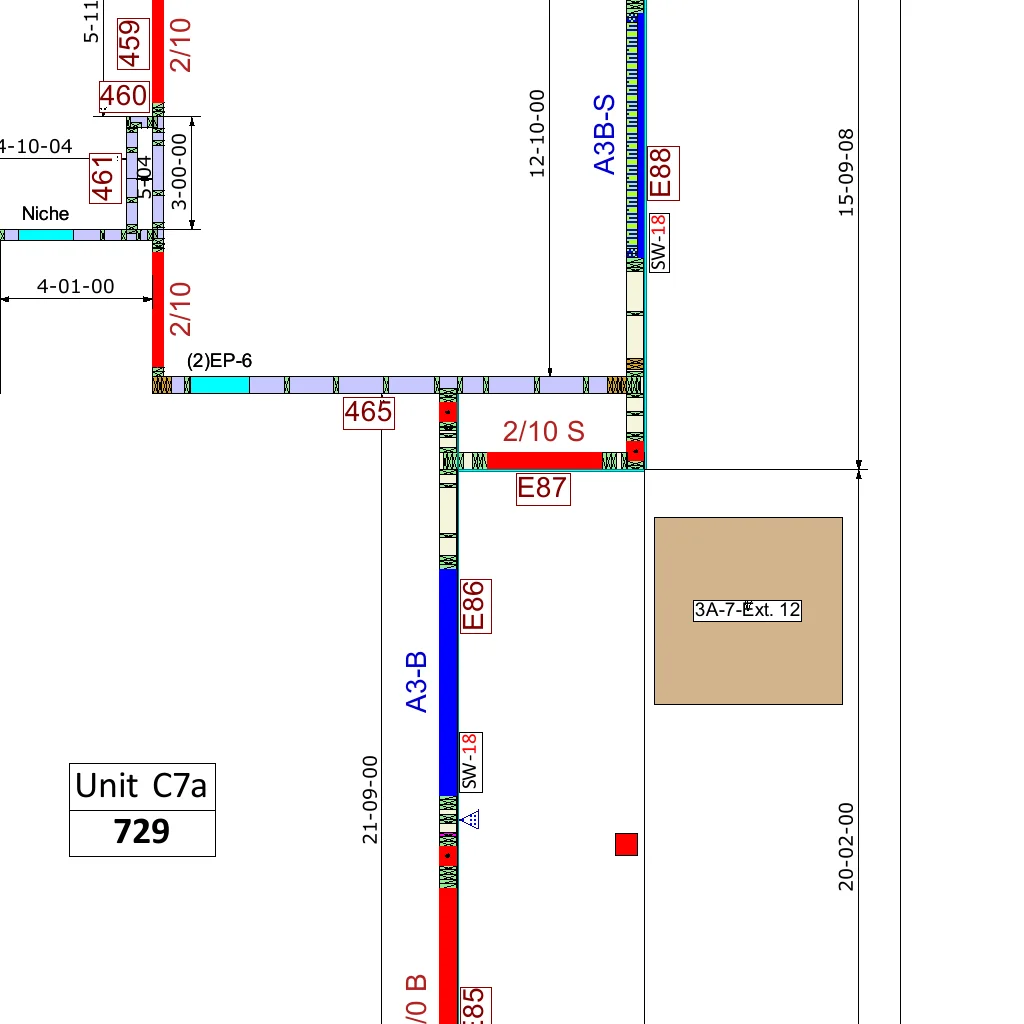 5-11
459
2/10
460
4-10-04
461
5-04
3-00-00
Niche
4-01-00
2/10
(2)EP-6
465
12-10-00
A3B-S
E88
SW-18
15-09-08
2/10 S
E87
E86
A3-B
SW-18
3A-7-Ext. 12
Unit C7a
729
21-09-00
20-02-00
/0 B
E85